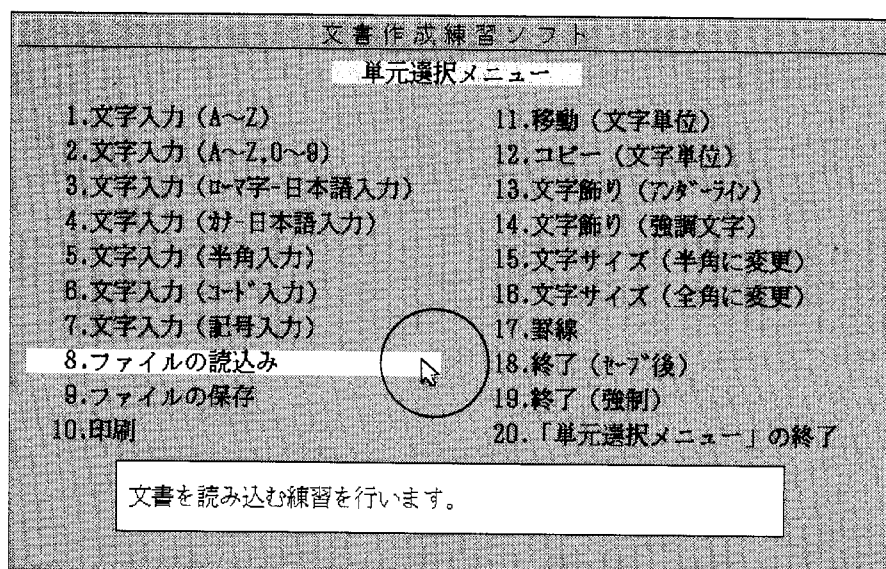 文書作成練習ソフト
単元選択メニュー
1.文字入力 (A～Z)
2.文字入力 (A～Z,0～9)
3.文字入力 (ﾛｰﾏ字-日本語入力)
4.文字入力 (ｶﾅ-日本語入力)
5.文字入力 (半角入力)
6.文字入力 (ｺｰﾄﾞ入力)
7.文字入力 (記号入力)
8.ファイルの読込み
9.ファイルの保存
10.印刷
11.移動 (文字単位)
12.コピー (文字単位)
13.文字飾り (ｱﾝﾀﾞｰﾗｲﾝ)
14.文字飾り (強調文字)
15.文字サイズ (半角に変更)
16.文字サイズ (全角に変更)
17.罫線
18.終了 (ｾｰﾌﾞ後)
19.終了 (強制)
20.「単元選択メニュー」の終了
文書を読み込む練習を行います。